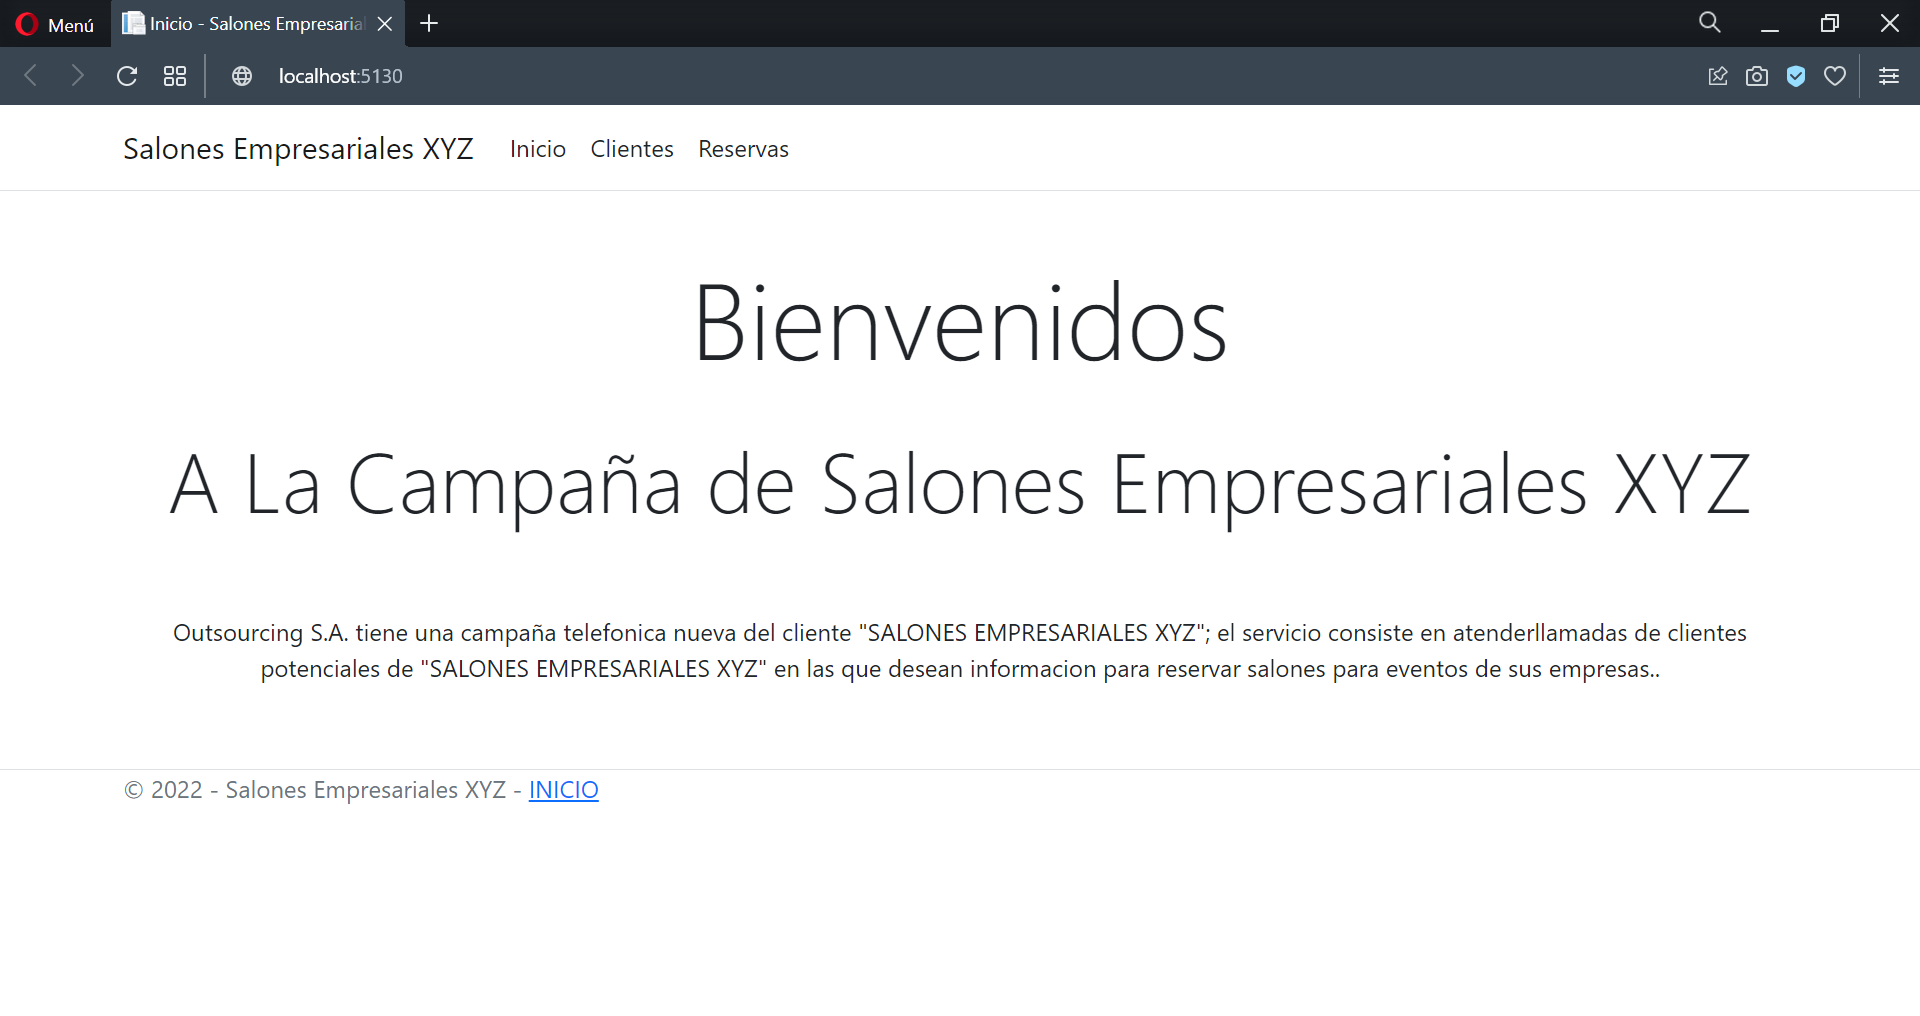 Menú
Inicio - Salones Empresarial
localhost:5130
Salones Empresariales XYZ Inicio Clientes Reservas
Bienvenidos
A La Campaña de Salones Empresariales XYZ
Outsourcing S.A. tiene una campaña telefonica nueva del cliente "SALONES EMPRESARIALES XYZ"; el servicio consiste en atenderllamadas de clientes
potenciales de "SALONES EMPRESARIALES XYZ" en las que desean informacion para reservar salones para eventos de sus empresas..
© 2022 - Salones Empresariales XYZ - INICIO